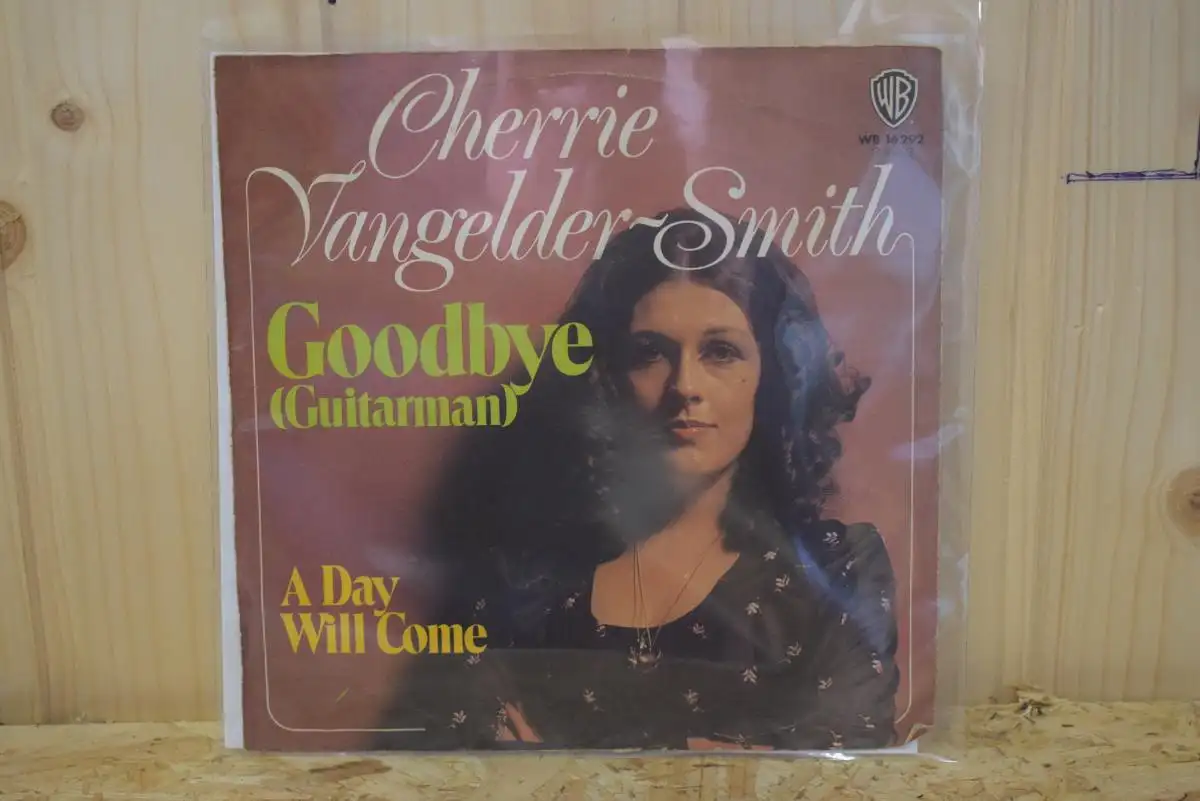 Cherrie
Vangelder-Smith
WB
WB 16292
Goodbye
(Guitarman)
A Day
Will Come